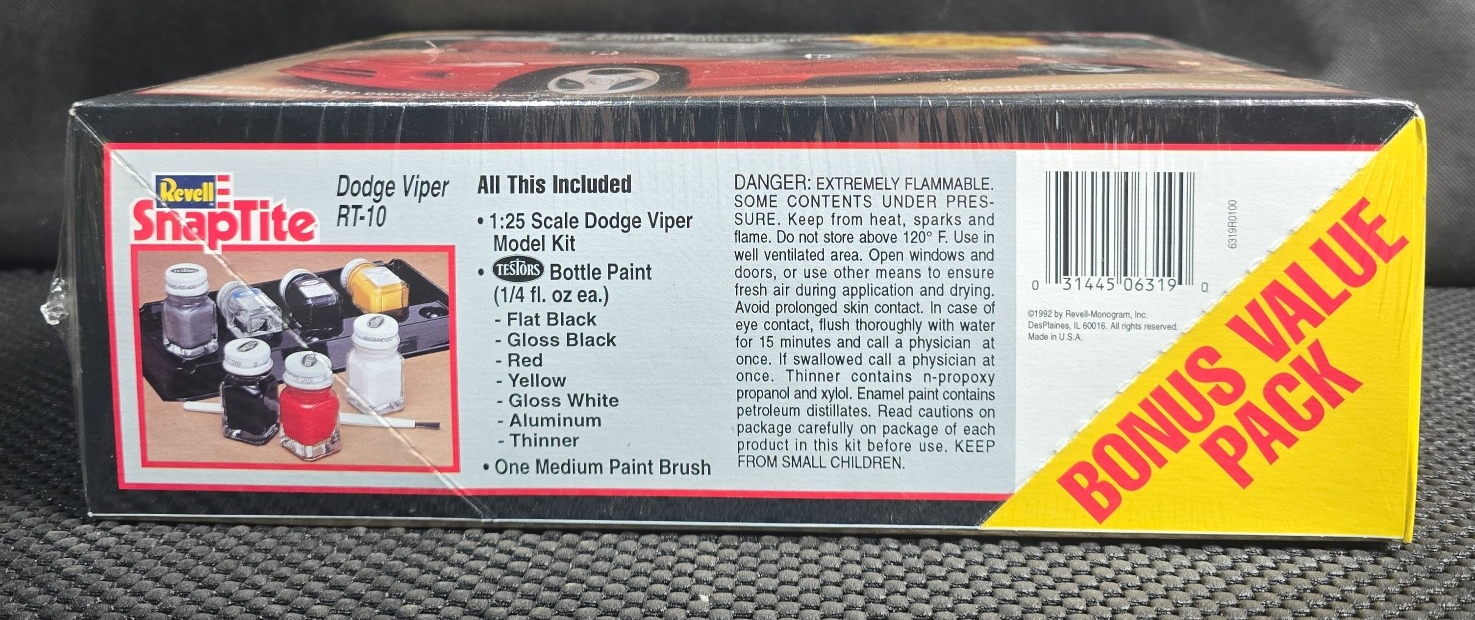 Revell
SnapTite
Dodge Viper
RT-10
All This Included
• 1:25 Scale Dodge Viper
Model Kit
• TESTORS Bottle Paint
(1/4 fl. oz ea.)
- Flat Black
- Gloss Black
- Red
- Yellow
- Gloss White
- Aluminum
- Thinner
• One Medium Paint Brush
DANGER: EXTREMELY FLAMMABLE.
SOME CONTENTS UNDER PRES-
SURE. Keep from heat, sparks and
flame. Do not store above 120° F. Use in
well ventilated area. Open windows and
doors, or use other means to ensure
fresh air during application and drying.
Avoid prolonged skin contact. In case of
eye contact, flush thoroughly with water
for 15 minutes and call a physician at
once. If swallowed call a physician at
once. Thinner contains n-propoxy
propanol and xylol. Enamel paint contains
petroleum distillates. Read cautions on
package carefully on package of each
product in this kit before use. KEEP
FROM SMALL CHILDREN.
0 31445 06319 0
6319R0100
©1992 by Revell-Monogram, Inc.
DesPlaines, IL 60016. All rights reserved.
Made in U.S.A.
BONUS VALUE
PACK